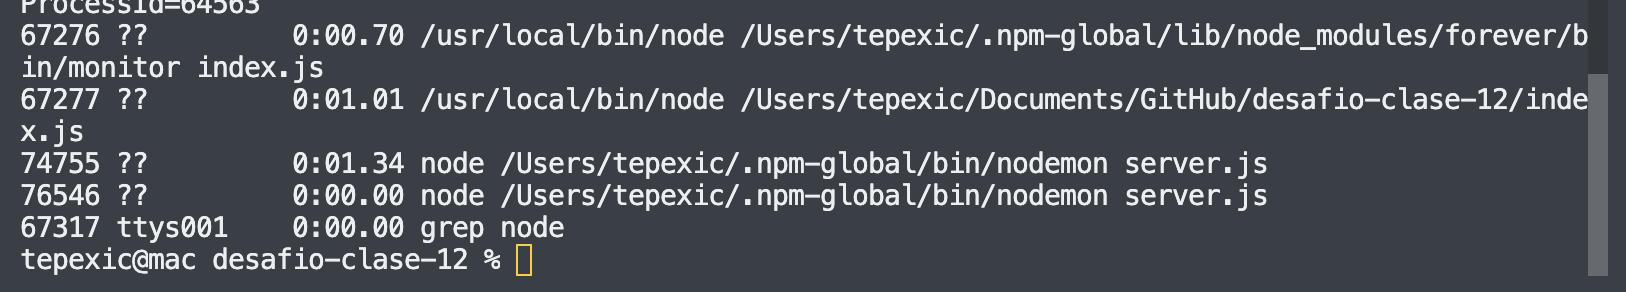 ProcessId=64563
67276 ??         0:00.70 /usr/local/bin/node /Users/tepexic/.npm-global/lib/node_modules/forever/b
in/monitor index.js
67277 ??         0:01.01 /usr/local/bin/node /Users/tepexic/Documents/GitHub/desafio-clase-12/inde
x.js
74755 ??         0:01.34 node /Users/tepexic/.npm-global/bin/nodemon server.js
76546 ??         0:00.00 node /Users/tepexic/.npm-global/bin/nodemon server.js
67317 ttys001    0:00.00 grep node
tepexic@mac desafio-clase-12 %